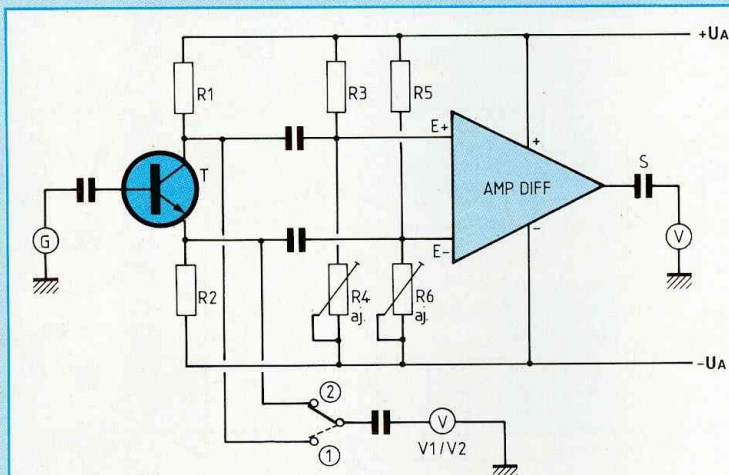 +UA
R1
R3
R5
E+
T
+
S
AMP DIFF
G
V
E-
-
R2
R4
aj.
R6
aj.
-UA
2
V
1
V1/V2